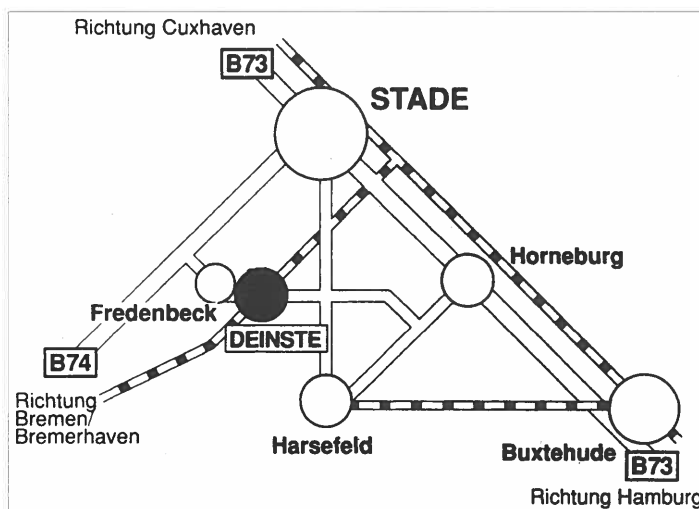 Richtung Cuxhaven
B73
STADE
Horneburg
Fredenbeck
DEINSTE
B74
Richtung
Bremen/
Bremerhaven
Harsefeld
Buxtehude
B73
Richtung Hamburg